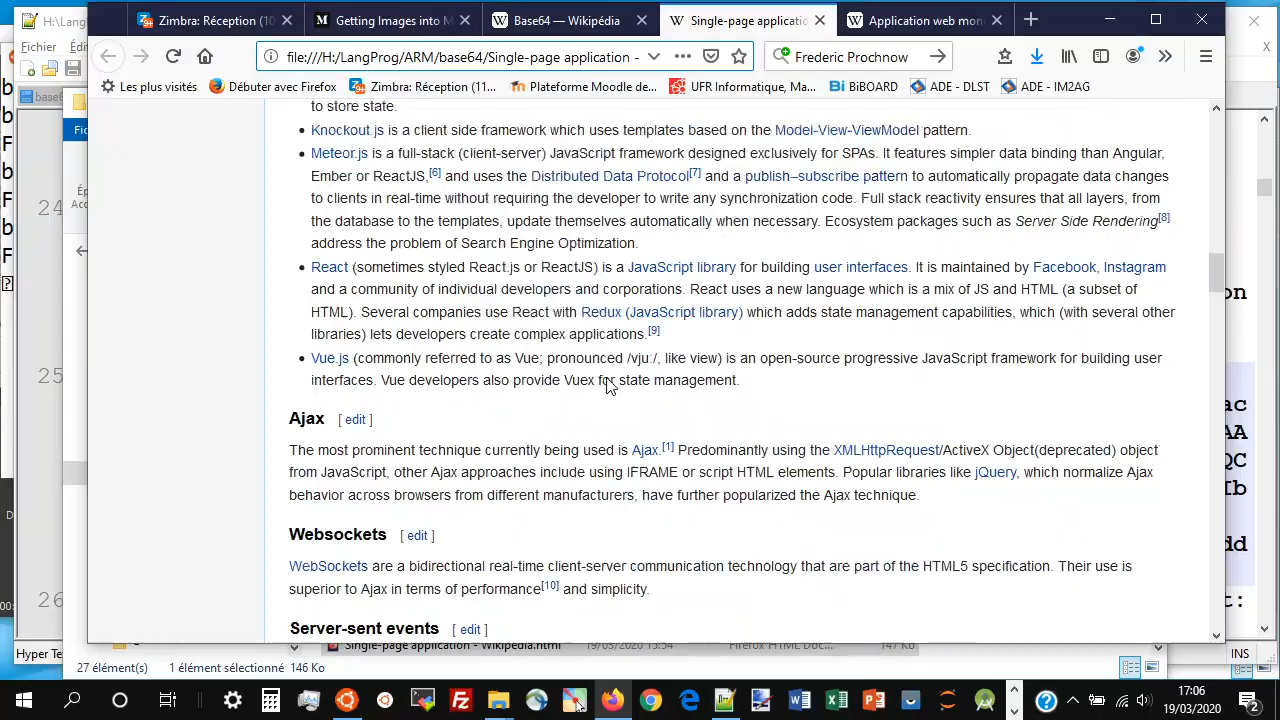 Zimbra: Réception (10
Getting Images into M
Base64 — Wikipédia
Single-page applicatio
Application web mon
H:\Lang
Fichier
file:///H:/LangProg/ARM/base64/Single-page application -
Frederic Prochnow
Les plus visités
Débuter avec Firefox
Zimbra: Réception (11...
Plateforme Moodle de...
UFR Informatique, Ma...
BiBOARD
ADE - DLST
ADE - IM2AG
to store state.
Knockout.js is a client side framework which uses templates based on the Model-View-ViewModel pattern.
Meteor.js is a full-stack (client-server) JavaScript framework designed exclusively for SPAs. It features simpler data binding than Angular,
Ember or ReactJS,[6] and uses the Distributed Data Protocol[7] and a publish–subscribe pattern to automatically propagate data changes
to clients in real-time without requiring the developer to write any synchronization code. Full stack reactivity ensures that all layers, from
the database to the templates, update themselves automatically when necessary. Ecosystem packages such as Server Side Rendering[8]
address the problem of Search Engine Optimization.
React (sometimes styled React.js or ReactJS) is a JavaScript library for building user interfaces. It is maintained by Facebook, Instagram
and a community of individual developers and corporations. React uses a new language which is a mix of JS and HTML (a subset of
HTML). Several companies use React with Redux (JavaScript library) which adds state management capabilities, which (with several other
libraries) lets developers create complex applications.[9]
Vue.js (commonly referred to as Vue; pronounced /vjuː/, like view) is an open-source progressive JavaScript framework for building user
interfaces. Vue developers also provide Vuex for state management.
Ajax [ edit ]
The most prominent technique currently being used is Ajax.[1] Predominantly using the XMLHttpRequest/ActiveX Object(deprecated) object
from JavaScript, other Ajax approaches include using IFRAME or script HTML elements. Popular libraries like jQuery, which normalize Ajax
behavior across browsers from different manufacturers, have further popularized the Ajax technique.
Websockets [ edit ]
WebSockets are a bidirectional real-time client-server communication technology that are part of the HTML5 specification. Their use is
superior to Ajax in terms of performance[10] and simplicity.
Server-sent events [ edit ]
24
25
26
on
ac
AA
QC
Ib
dd
t:
Hyper Text
INS
Single-page application - Wikipedia.html
19/03/2020 15:54
Firefox HTML Doc...
147 Ko
27 élément(s)
1 élément sélectionné 146 Ko
17:06
19/03/2020
2